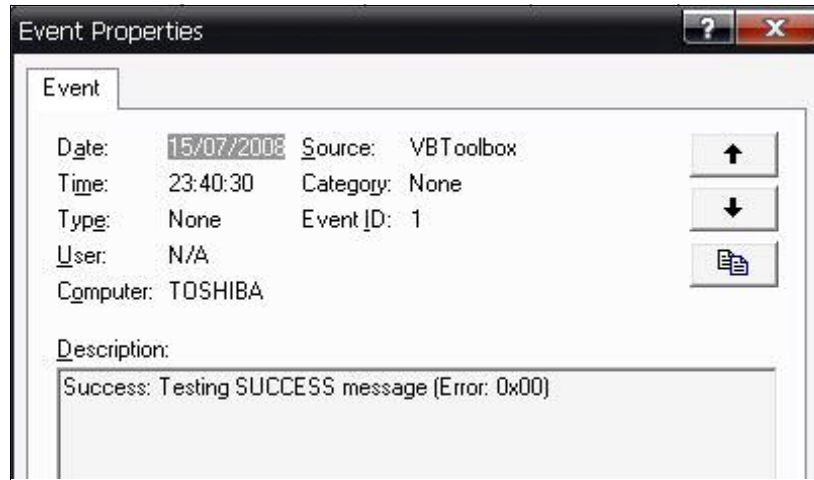 Event Properties
Event
Date: 15/07/2008 Source: VBToolbox
Time: 23:40:30 Category: None
Type: None Event ID: 1
User: N/A
Computer: TOSHIBA
Description:
Success: Testing SUCCESS message (Error: 0x00)